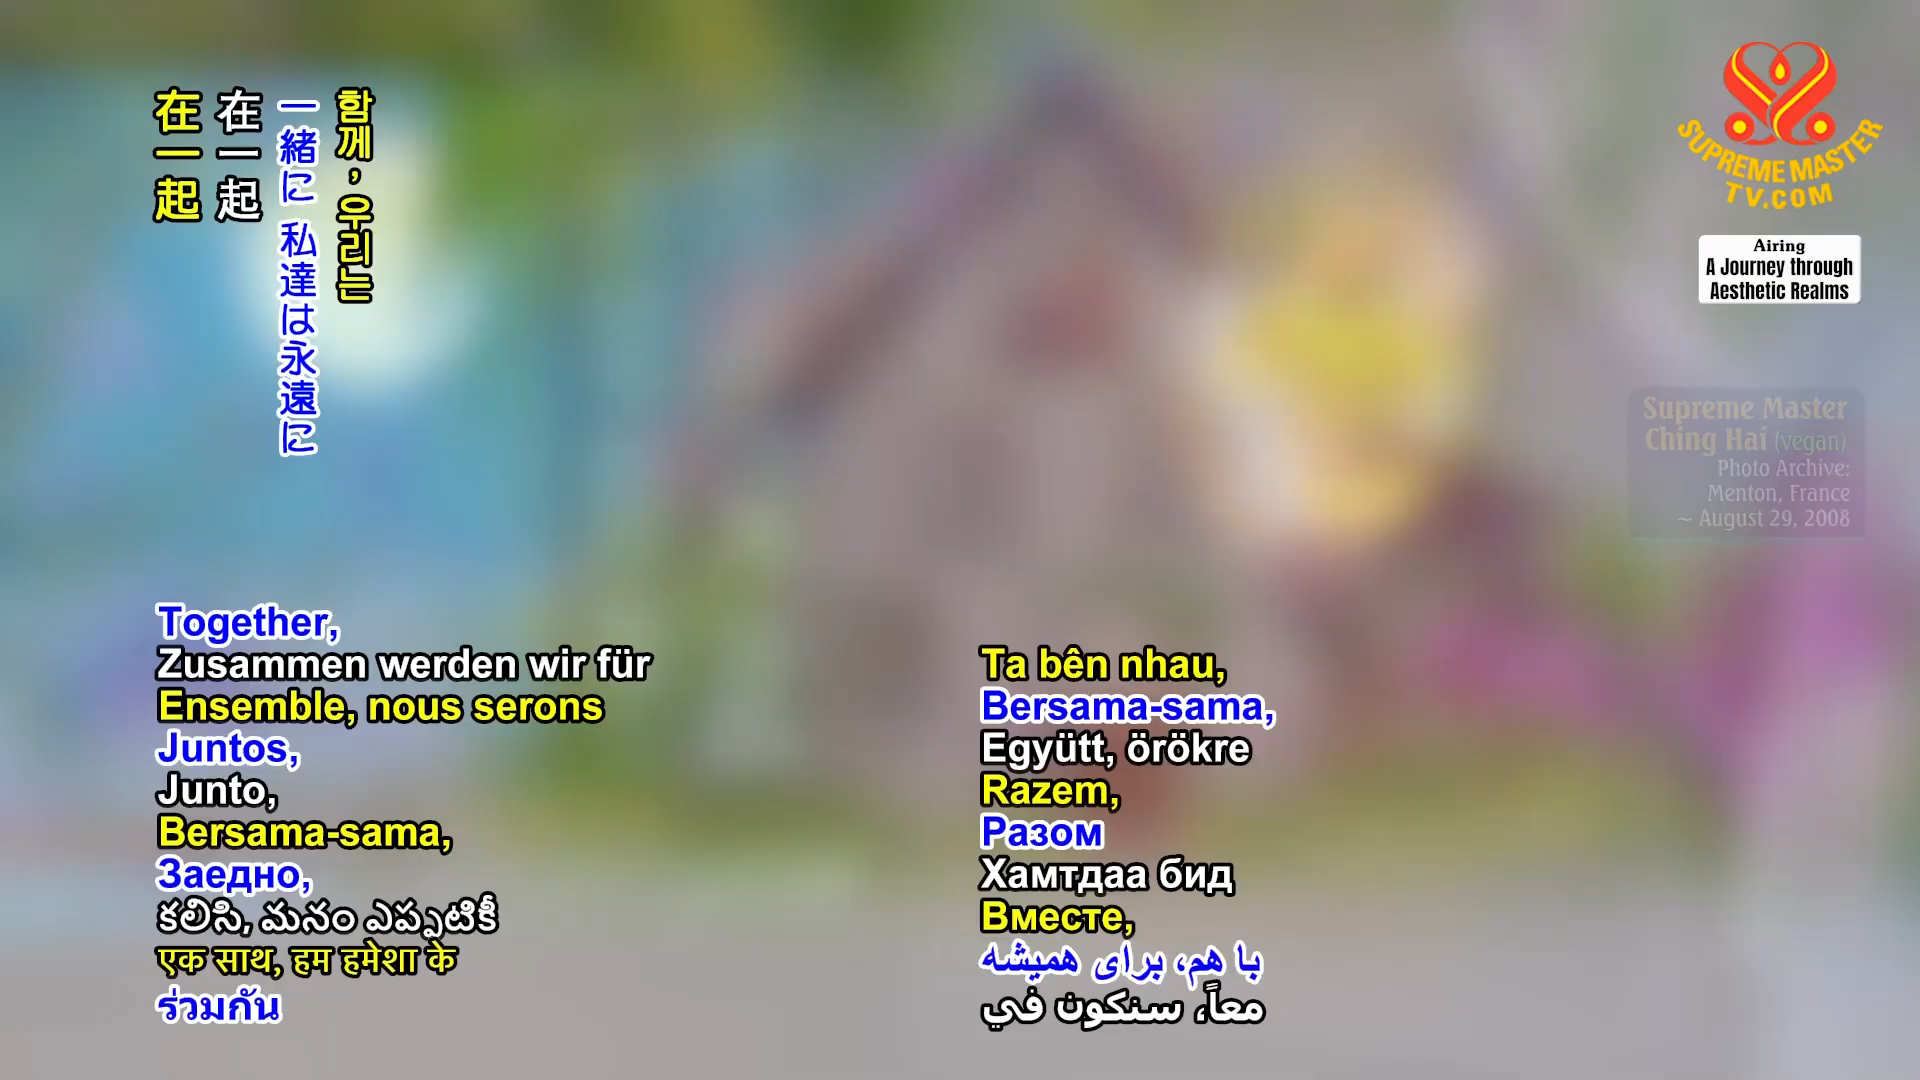 在一起
在一起
一緒に 私達は永遠に
함께, 우리는
SUPREME MASTER
TV.COM
Airing
A Journey through
Aesthetic Realms
Supreme Master
Ching Hai (vegan)
Photo Archive:
Menton, France
~ August 29, 2008
Together,
Zusammen werden wir für
Ensemble, nous serons
Juntos,
Junto,
Bersama-sama,
Заедно,
కలిసి, మనం ఎప్పటికీ
एक साथ, हम हमेशा के
ร่วมกัน
Ta bên nhau,
Bersama-sama,
Együtt, örökre
Razem,
Разом
Хамтдаа бид
Вместе,
با هم، برای همیشه
معاً، سنكون في